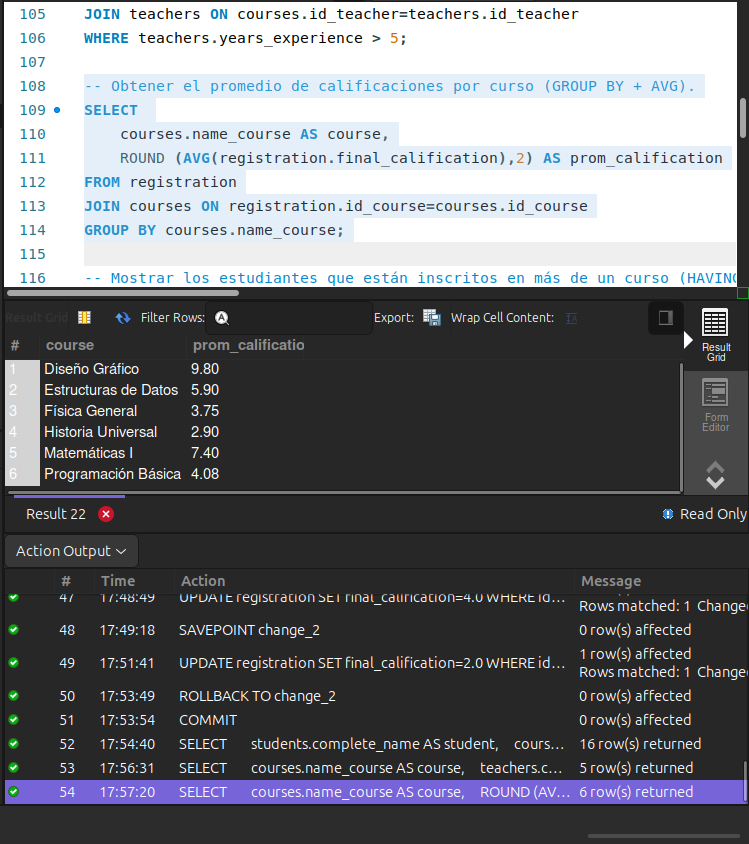 105 JOIN teachers ON courses.id_teacher=teachers.id_teacher
106 WHERE teachers.years_experience > 5;
107
108 -- Obtener el promedio de calificaciones por curso (GROUP BY + AVG).
109 SELECT
110 courses.name_course AS course,
111 ROUND (AVG(registration.final_calification),2) AS prom_calification
112 FROM registration
113 JOIN courses ON registration.id_course=courses.id_course
114 GROUP BY courses.name_course;
115
116 -- Mostrar los estudiantes que están inscritos en más de un curso (HAVING
Result Grid Filter Rows: Export: Wrap Cell Content:
# course prom_calificatio
1 Diseño Gráfico 9.80
2 Estructuras de Datos 5.90
3 Física General 3.75
4 Historia Universal 2.90
5 Matemáticas I 7.40
6 Programación Básica 4.08
Result
Grid
Form
Editor
Result 22 Read Only
Action Output
# Time Action Message
47 17:48:49 UPDATE registration SET final_calification=4.0 WHERE id... Rows matched: 1 Change
48 17:49:18 SAVEPOINT change_2 0 row(s) affected
49 17:51:41 UPDATE registration SET final_calification=2.0 WHERE id... 1 row(s) affected
Rows matched: 1 Change
50 17:53:49 ROLLBACK TO change_2 0 row(s) affected
51 17:53:54 COMMIT 0 row(s) affected
52 17:54:40 SELECT students.complete_name AS student, cours... 16 row(s) returned
53 17:56:31 SELECT courses.name_course AS course, teachers.c... 5 row(s) returned
54 17:57:20 SELECT courses.name_course AS course, ROUND (AV... 6 row(s) returned